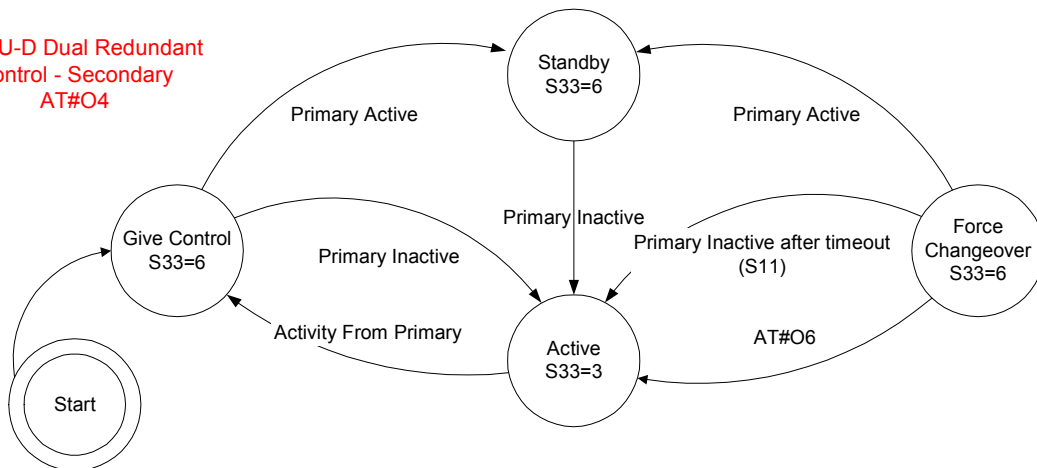 U-D Dual Redundant
ontrol - Secondary
AT#O4
Standby
S33=6
Primary Active
Primary Active
Give Control
S33=6
Primary Inactive
Primary Inactive
Primary Inactive after timeout
(S11)
Force
Changeover
S33=6
Activity From Primary
Active
S33=3
AT#O6
Start